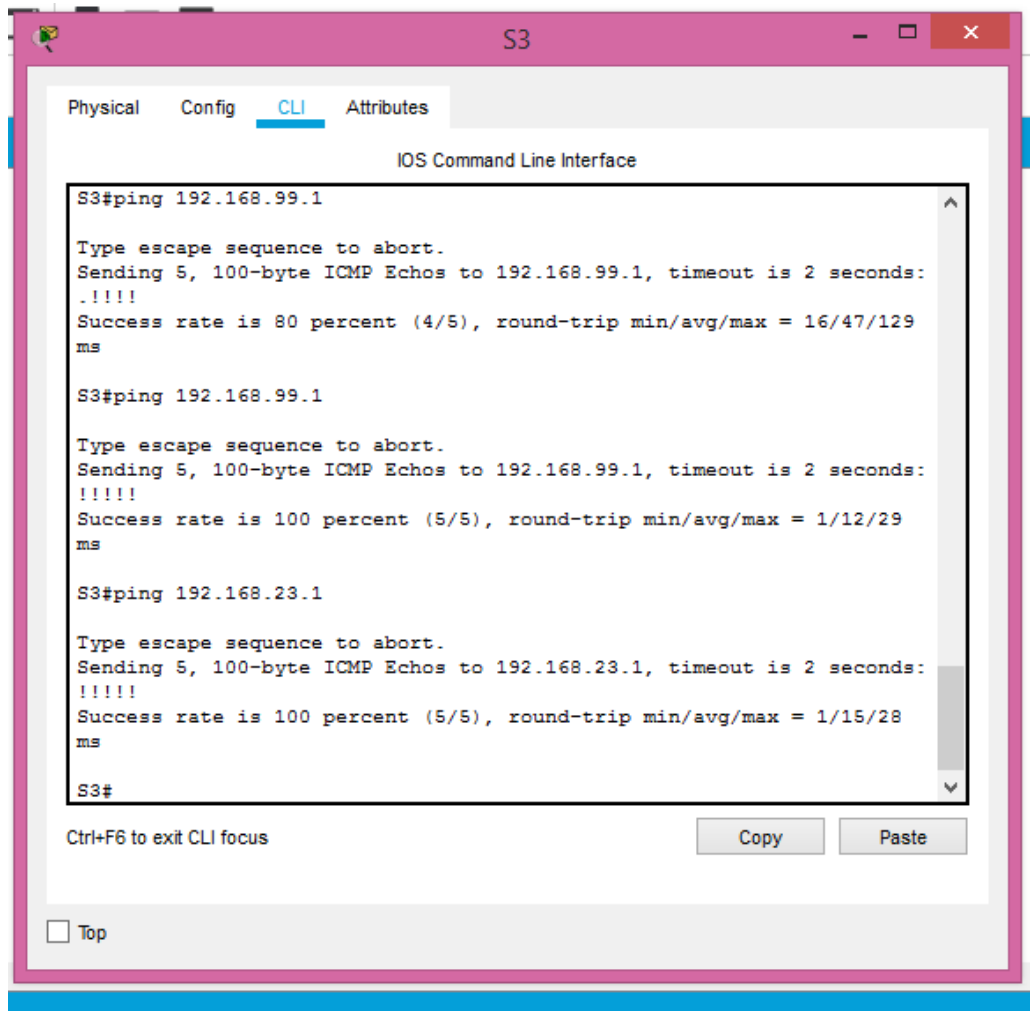 S3
Physical Config CLI Attributes
IOS Command Line Interface
S3#ping 192.168.99.1
Type escape sequence to abort.
Sending 5, 100-byte ICMP Echos to 192.168.99.1, timeout is 2 seconds:
.!!!!
Success rate is 80 percent (4/5), round-trip min/avg/max = 16/47/129
ms
S3#ping 192.168.99.1
Type escape sequence to abort.
Sending 5, 100-byte ICMP Echos to 192.168.99.1, timeout is 2 seconds:
!!!!!
Success rate is 100 percent (5/5), round-trip min/avg/max = 1/12/29
ms
S3#ping 192.168.23.1
Type escape sequence to abort.
Sending 5, 100-byte ICMP Echos to 192.168.23.1, timeout is 2 seconds:
!!!!!
Success rate is 100 percent (5/5), round-trip min/avg/max = 1/15/28
ms
S3#
Ctrl+F6 to exit CLI focus
Copy Paste
Top